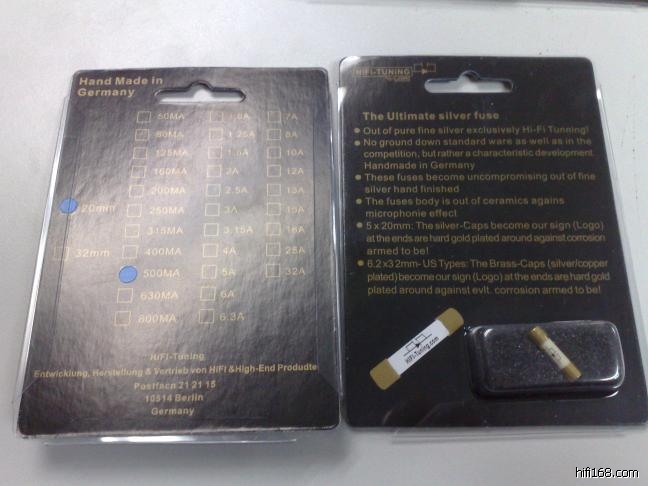 Hand Made in
Germany
50MA
80MA
125MA
160MA
200MA
250MA
315MA
400MA
500MA
630MA
800MA
1.25A
2A
2.5A
3A
3.15A
4A
5A
6A
6.3A
7A
8A
10A
12A
13A
15A
16A
25A
32A
20mm
32mm
HiFI-Tuning
Entwicklung, Herstellung & Vertrieb von HIFI &High-End Produdte
Postfacn 21 21 15
10514 Berlin
Germany
HIFI-TUNING
.com
The Ultimate silver fuse
Out of pure fine silver exclusively Hi-Fi Tunning!
No ground down standard ware as well as in the
competition, but rather a characteristic development
Handmade in Germany
These fuses become uncompromising out of fine
silver hand finished
The fuses body is out of ceramics agains
microphonie effect
5 x 20mm: The silver-Caps become our sign (Logo)
at the ends are hard gold plated around against corrosion
armed to be!
6.2x32mm- US Types: The Brass-Caps (silver/copper
plated) become our sign (Logo) at the ends are hard gold
plated around against evlt. corrosion armed to be!
HiFi-Tuning.com
hifi168.com